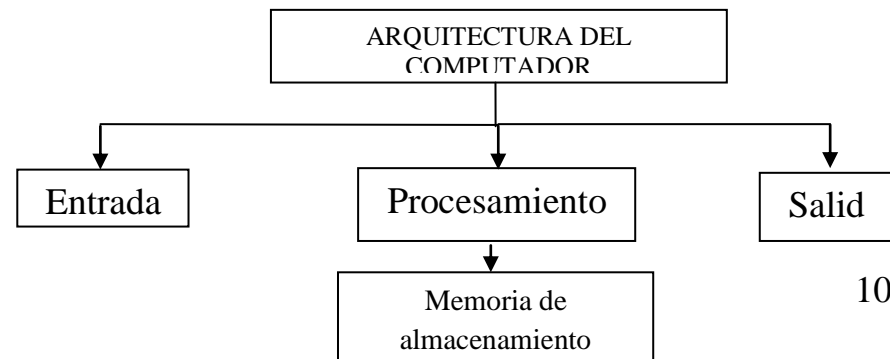 ARQUITECTURA DEL
COMPUTADOR
Entrada
Procesamiento
Salid
10
Memoria de
almacenamiento